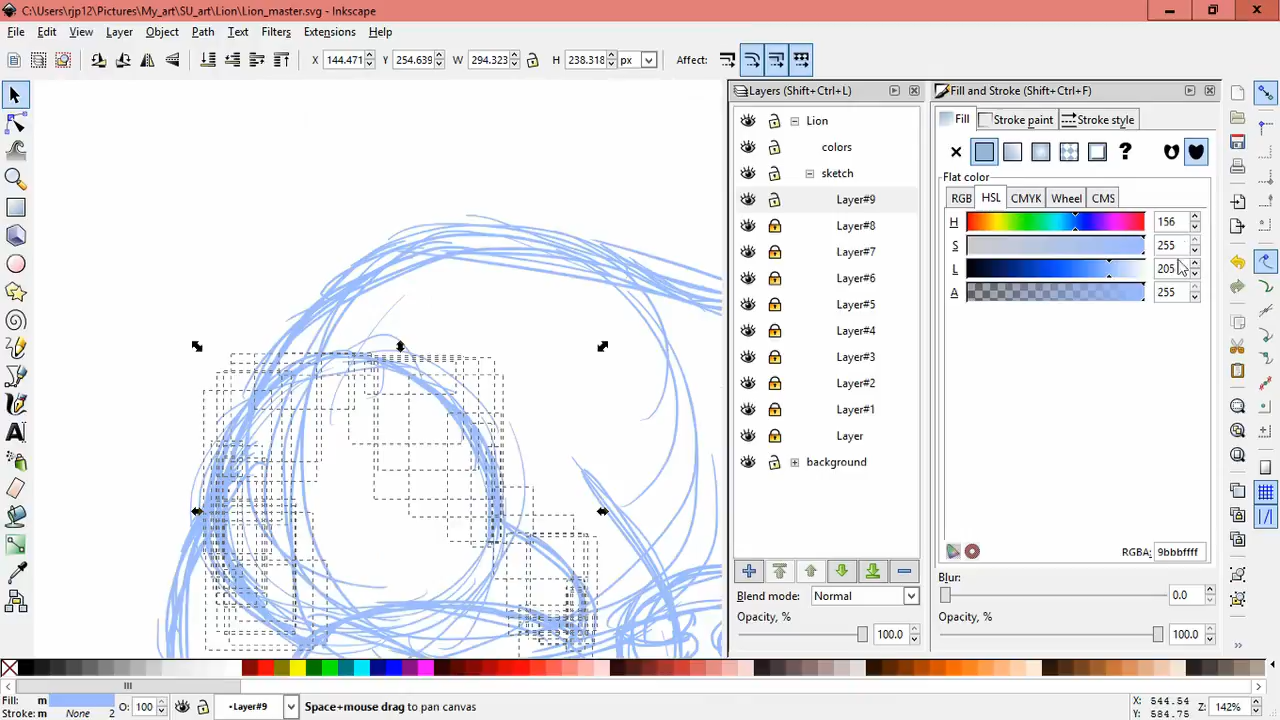 C:\Users\rjp12\Pictures\My_art\SU_art\Lion\Lion_master.svg - Inkscape
File Edit View Layer Object Path Text Filters Extensions Help
X 144.471 Y 254.639 W 294.323 H 238.318 px Affect:
Layers (Shift+Ctrl+L)
Lion
colors
sketch
Layer#9
Layer#8
Layer#7
Layer#6
Layer#5
Layer#4
Layer#3
Layer#2
Layer#1
Layer
background
Blend mode: Normal
Opacity, % 100.0
Fill and Stroke (Shift+Ctrl+F)
Fill Stroke paint Stroke style
?
Flat color
RGB HSL CMYK Wheel CMS
H 156
S 255
L 205
A 255
RGBA: 9bbbffff
Blur:
0.0
Opacity, %
100.0
Fill: m
Stroke: m None 2
O: 100
•Layer#9
Space+mouse drag to pan canvas
X: 544.54
Y: 584.75
Z: 142%